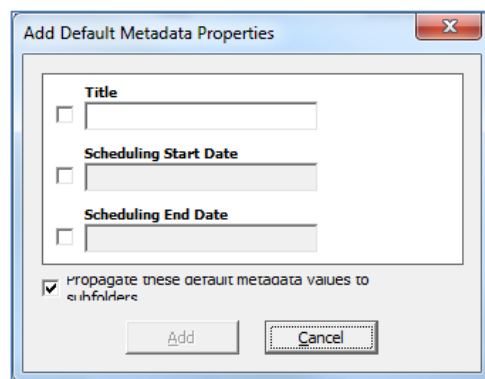 Add Default Metadata Properties
Title
Scheduling Start Date
Scheduling End Date
Propagate these default metadata values to
subfolders
Add
Cancel